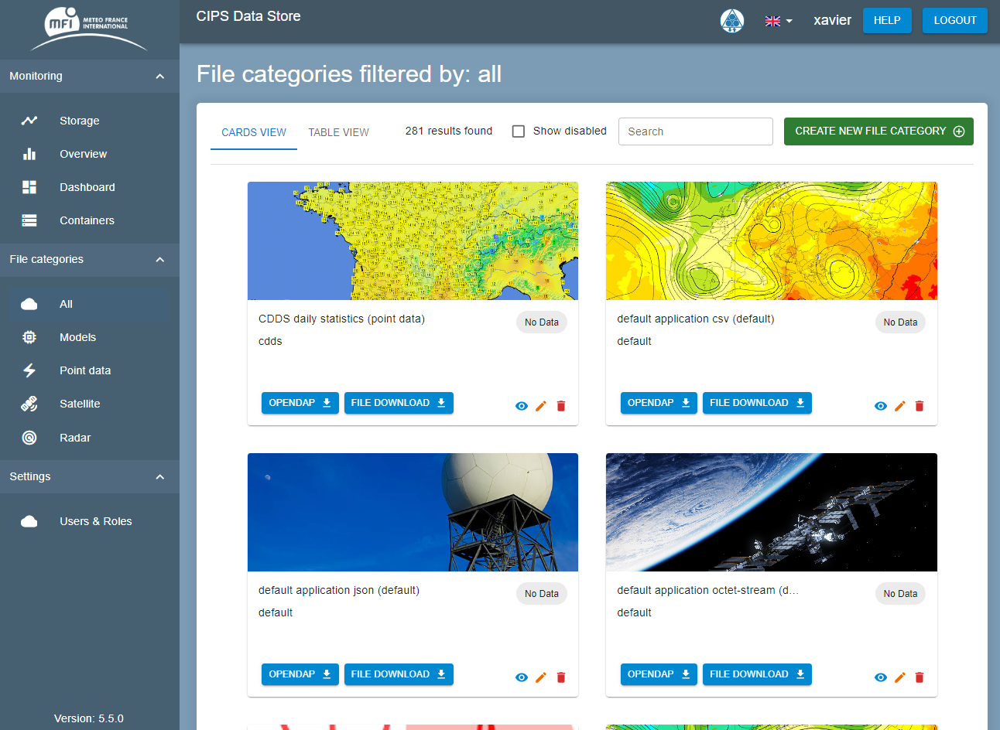 mfi METEO FRANCE
INTERNATIONAL
CIPS Data Store
xavier
HELP
LOGOUT
Monitoring
Storage
Overview
Dashboard
Containers
File categories
All
Models
Point data
Satellite
Radar
Settings
Users & Roles
Version: 5.5.0
File categories filtered by: all
CARDS VIEW
TABLE VIEW
281 results found
Show disabled
Search
CREATE NEW FILE CATEGORY
CDDS daily statistics (point data)
No Data
cdds
OPENDAP
FILE DOWNLOAD
default application csv (default)
No Data
default
OPENDAP
FILE DOWNLOAD
default application json (default)
No Data
default
OPENDAP
FILE DOWNLOAD
default application octet-stream (d...
No Data
default
OPENDAP
FILE DOWNLOAD